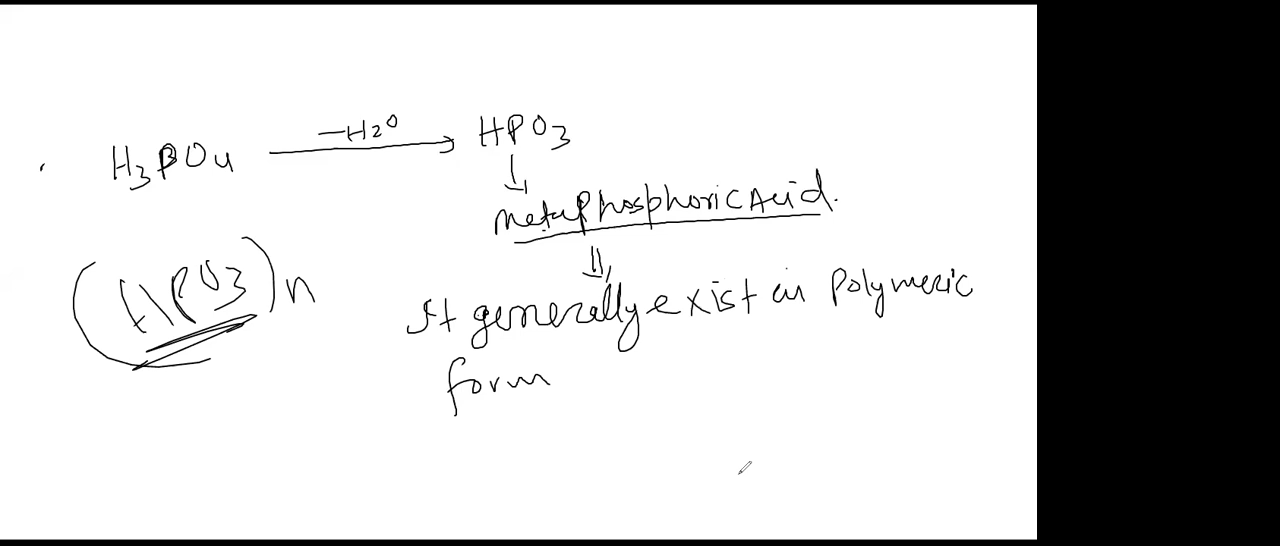 H3PO4 —H2O→ HPO3
↓
Metaphosphoric Acid.
⇓
(HPO3)n
It generally exist in Polymeric
form